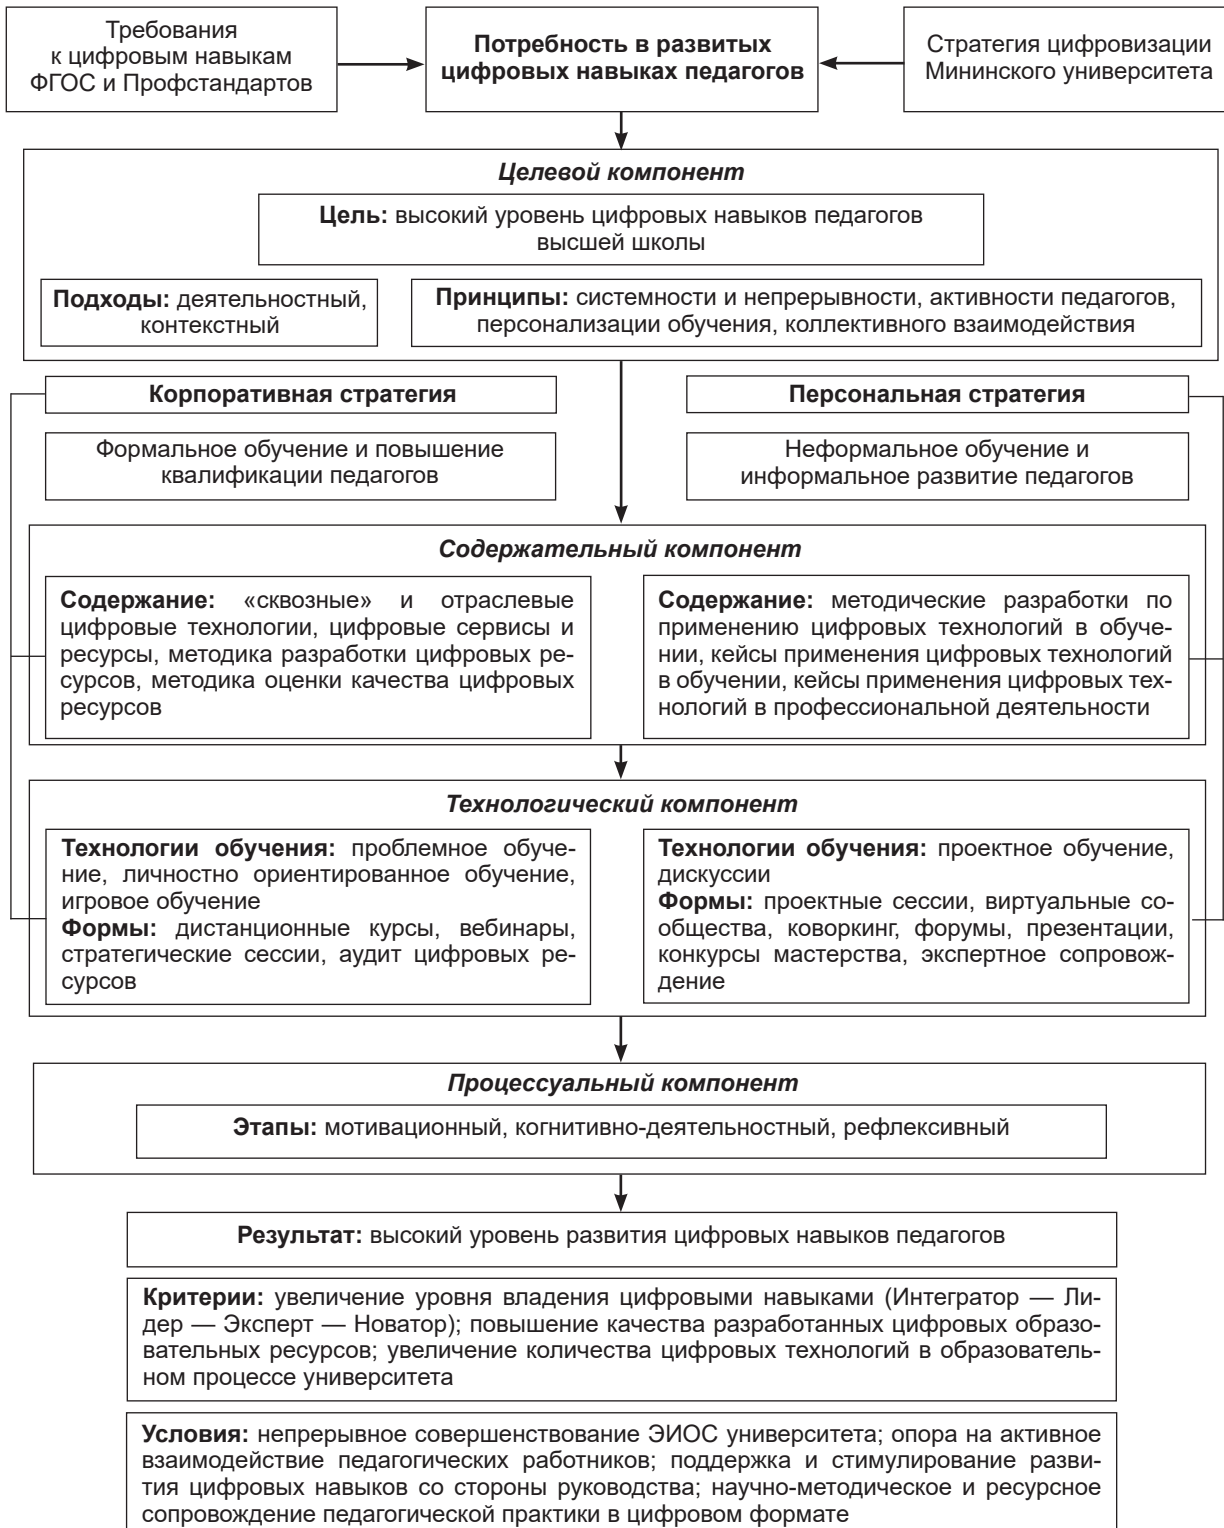 Требования
к цифровым навыкам
ФГОС и Профстандартов
Потребность в развитых
цифровых навыках педагогов
Стратегия цифровизации
Мининского университета
Целевой компонент
Цель: высокий уровень цифровых навыков педагогов
высшей школы
Подходы: деятельностный,
контекстный
Принципы: системности и непрерывности, активности педагогов,
персонализации обучения, коллективного взаимодействия
Корпоративная стратегия
Формальное обучение и повышение
квалификации педагогов
Персональная стратегия
Неформальное обучение и
информальное развитие педагогов
Содержательный компонент
Содержание: «сквозные» и отраслевые
цифровые технологии, цифровые сервисы и
ресурсы, методика разработки цифровых ре-
сурсов, методика оценки качества цифровых
ресурсов
Содержание: методические разработки по
применению цифровых технологий в обуче-
нии, кейсы применения цифровых технологий
в обучении, кейсы применения цифровых тех-
нологий в профессиональной деятельности
Технологический компонент
Технологии обучения: проблемное обуче-
ние, личностно ориентированное обучение,
игровое обучение
Формы: дистанционные курсы, вебинары,
стратегические сессии, аудит цифровых ре-
сурсов
Технологии обучения: проектное обучение,
дискуссии
Формы: проектные сессии, виртуальные со-
общества, коворкинг, форумы, презентации,
конкурсы мастерства, экспертное сопровож-
дение
Процессуальный компонент
Этапы: мотивационный, когнитивно-деятельностный, рефлексивный
Результат: высокий уровень развития цифровых навыков педагогов
Критерии: увеличение уровня владения цифровыми навыками (Интегратор — Ли-
дер — Эксперт — Новатор); повышение качества разработанных цифровых образо-
вательных ресурсов; увеличение количества цифровых технологий в образователь-
ном процессе университета
Условия: непрерывное совершенствование ЭИОС университета; опора на активное
взаимодействие педагогических работников; поддержка и стимулирование разви-
тия цифровых навыков со стороны руководства; научно-методическое и ресурсное
сопровождение педагогической практики в цифровом формате